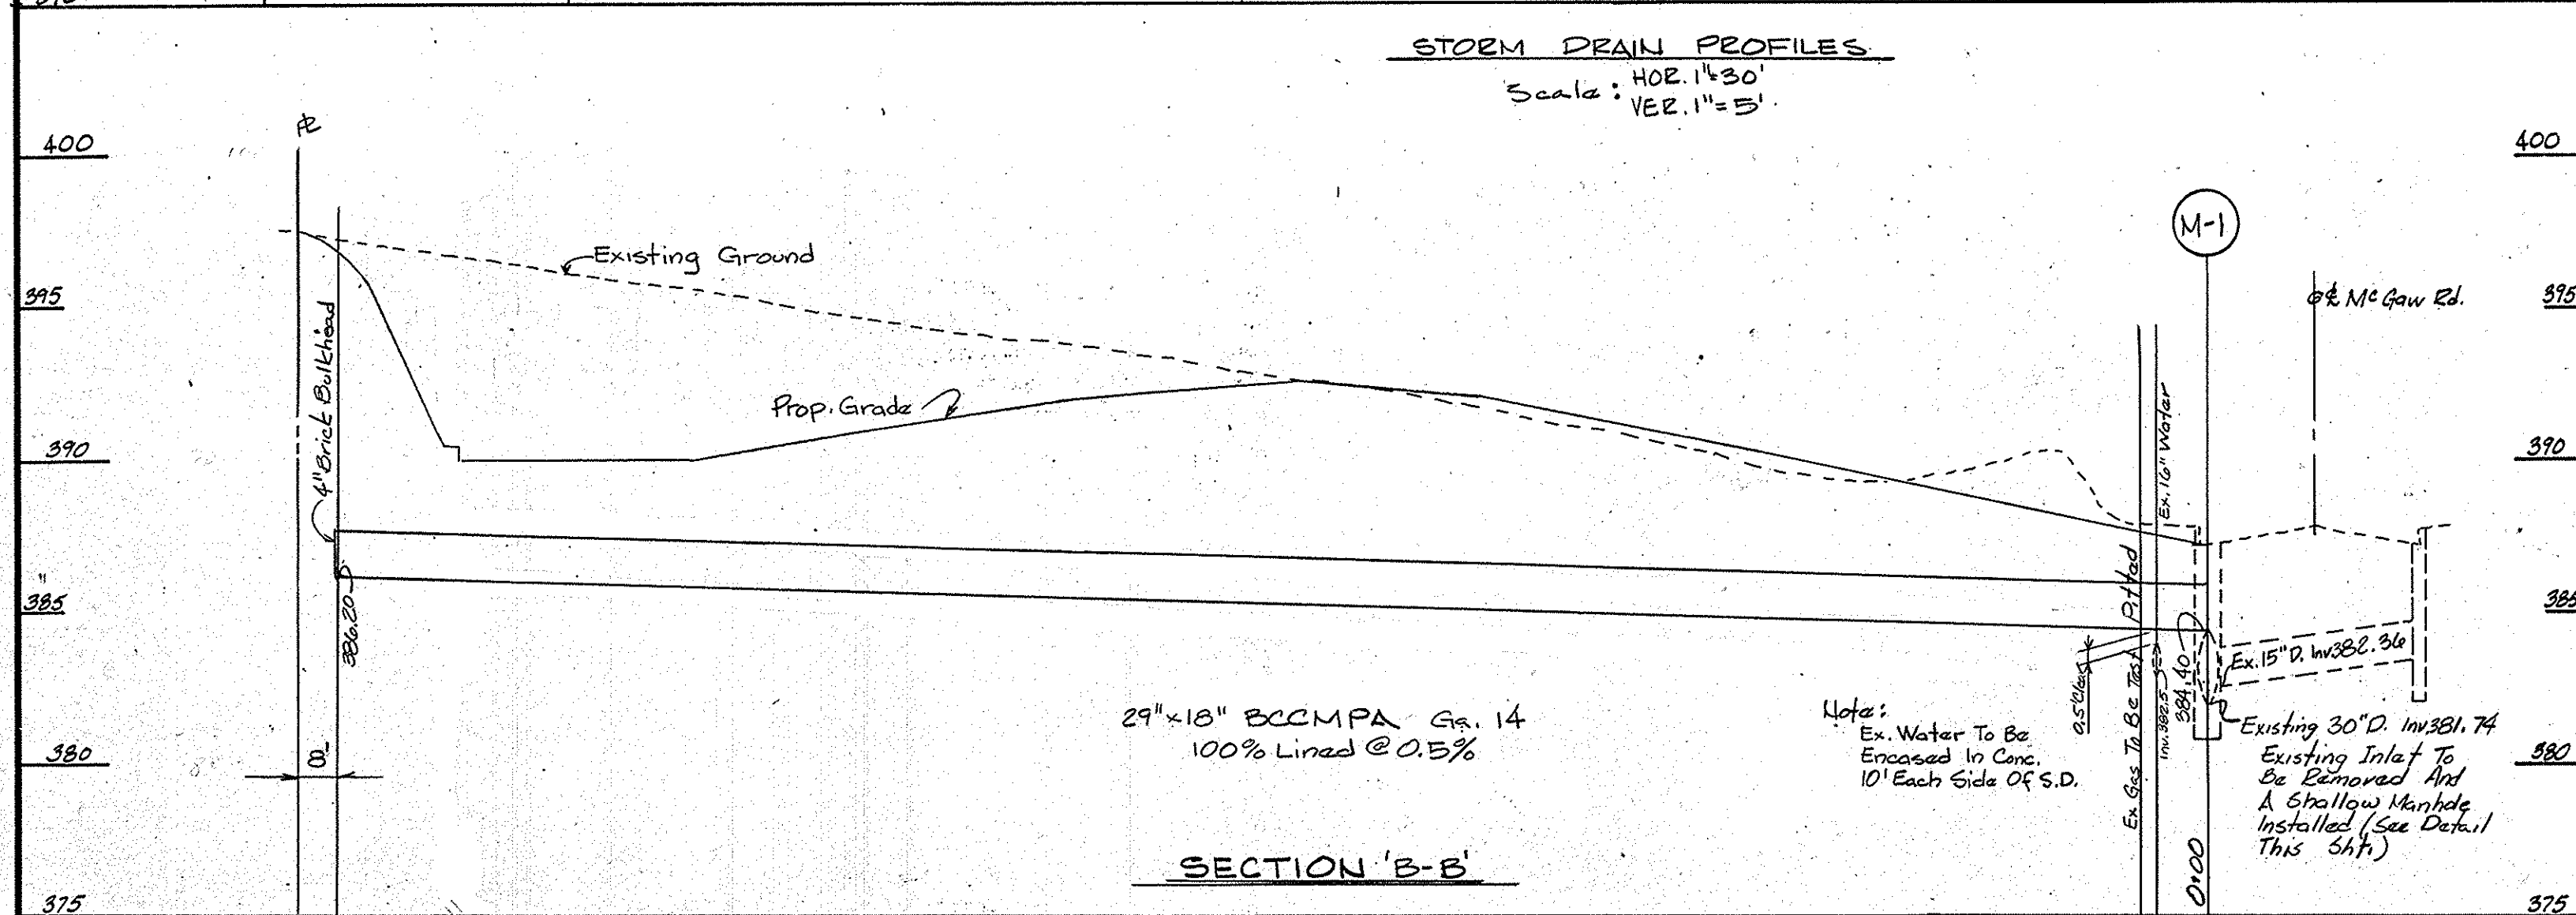 STORM DRAIN PROFILES
Scale: HOR. 1"=30'
VER. 1"=5'
400
400
M-1
Existing Ground
395
℄ McGaw Rd.
395
4" Brick Bulkhead
Ex. 16" Water
Prop. Grade
390
390
385
385
386.20
Ex Gas To Be Test Pitted
0.5' Clear
Inv. 382.5
384.40
Ex. 15" D. Inv 382.36
29"x18" BCCMPA Ga. 14
100% Lined @ 0.5%
Note:
Ex. Water To Be
Encased In Conc.
10' Each Side Of S.D.
Existing 30" D. Inv 381.74
Existing Inlet To
Be Removed And
A Shallow Manhole
Installed (See Detail
This Sht.)
380
8
380
0+00
SECTION 'B-B'
375
375